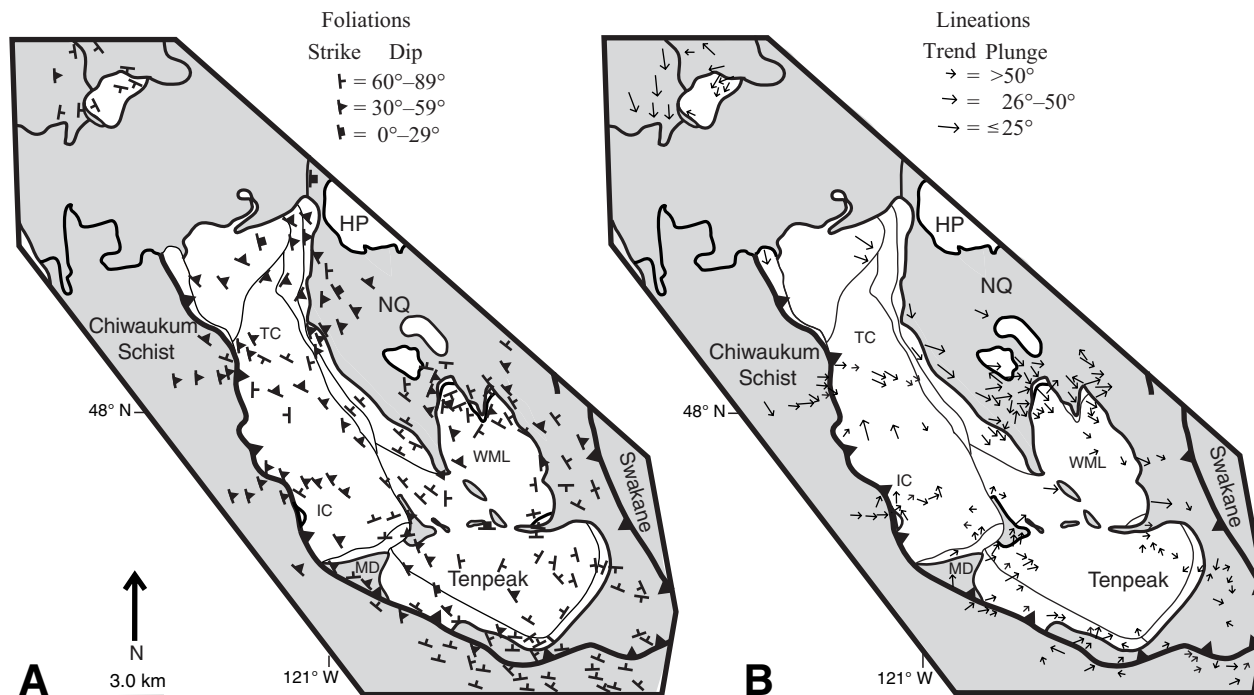 Foliations
Strike Dip
= 60°–89°
= 30°–59°
= 0°–29°
HP
NQ
Chiwaukum
Schist
TC
48° N
WML
Swakane
IC
MD
Tenpeak
N
3.0 km
121° W
A
Lineations
Trend Plunge
= >50°
= 26°–50°
= ≤25°
HP
NQ
Chiwaukum
Schist
TC
48° N
WML
Swakane
IC
MD
Tenpeak
121° W
B